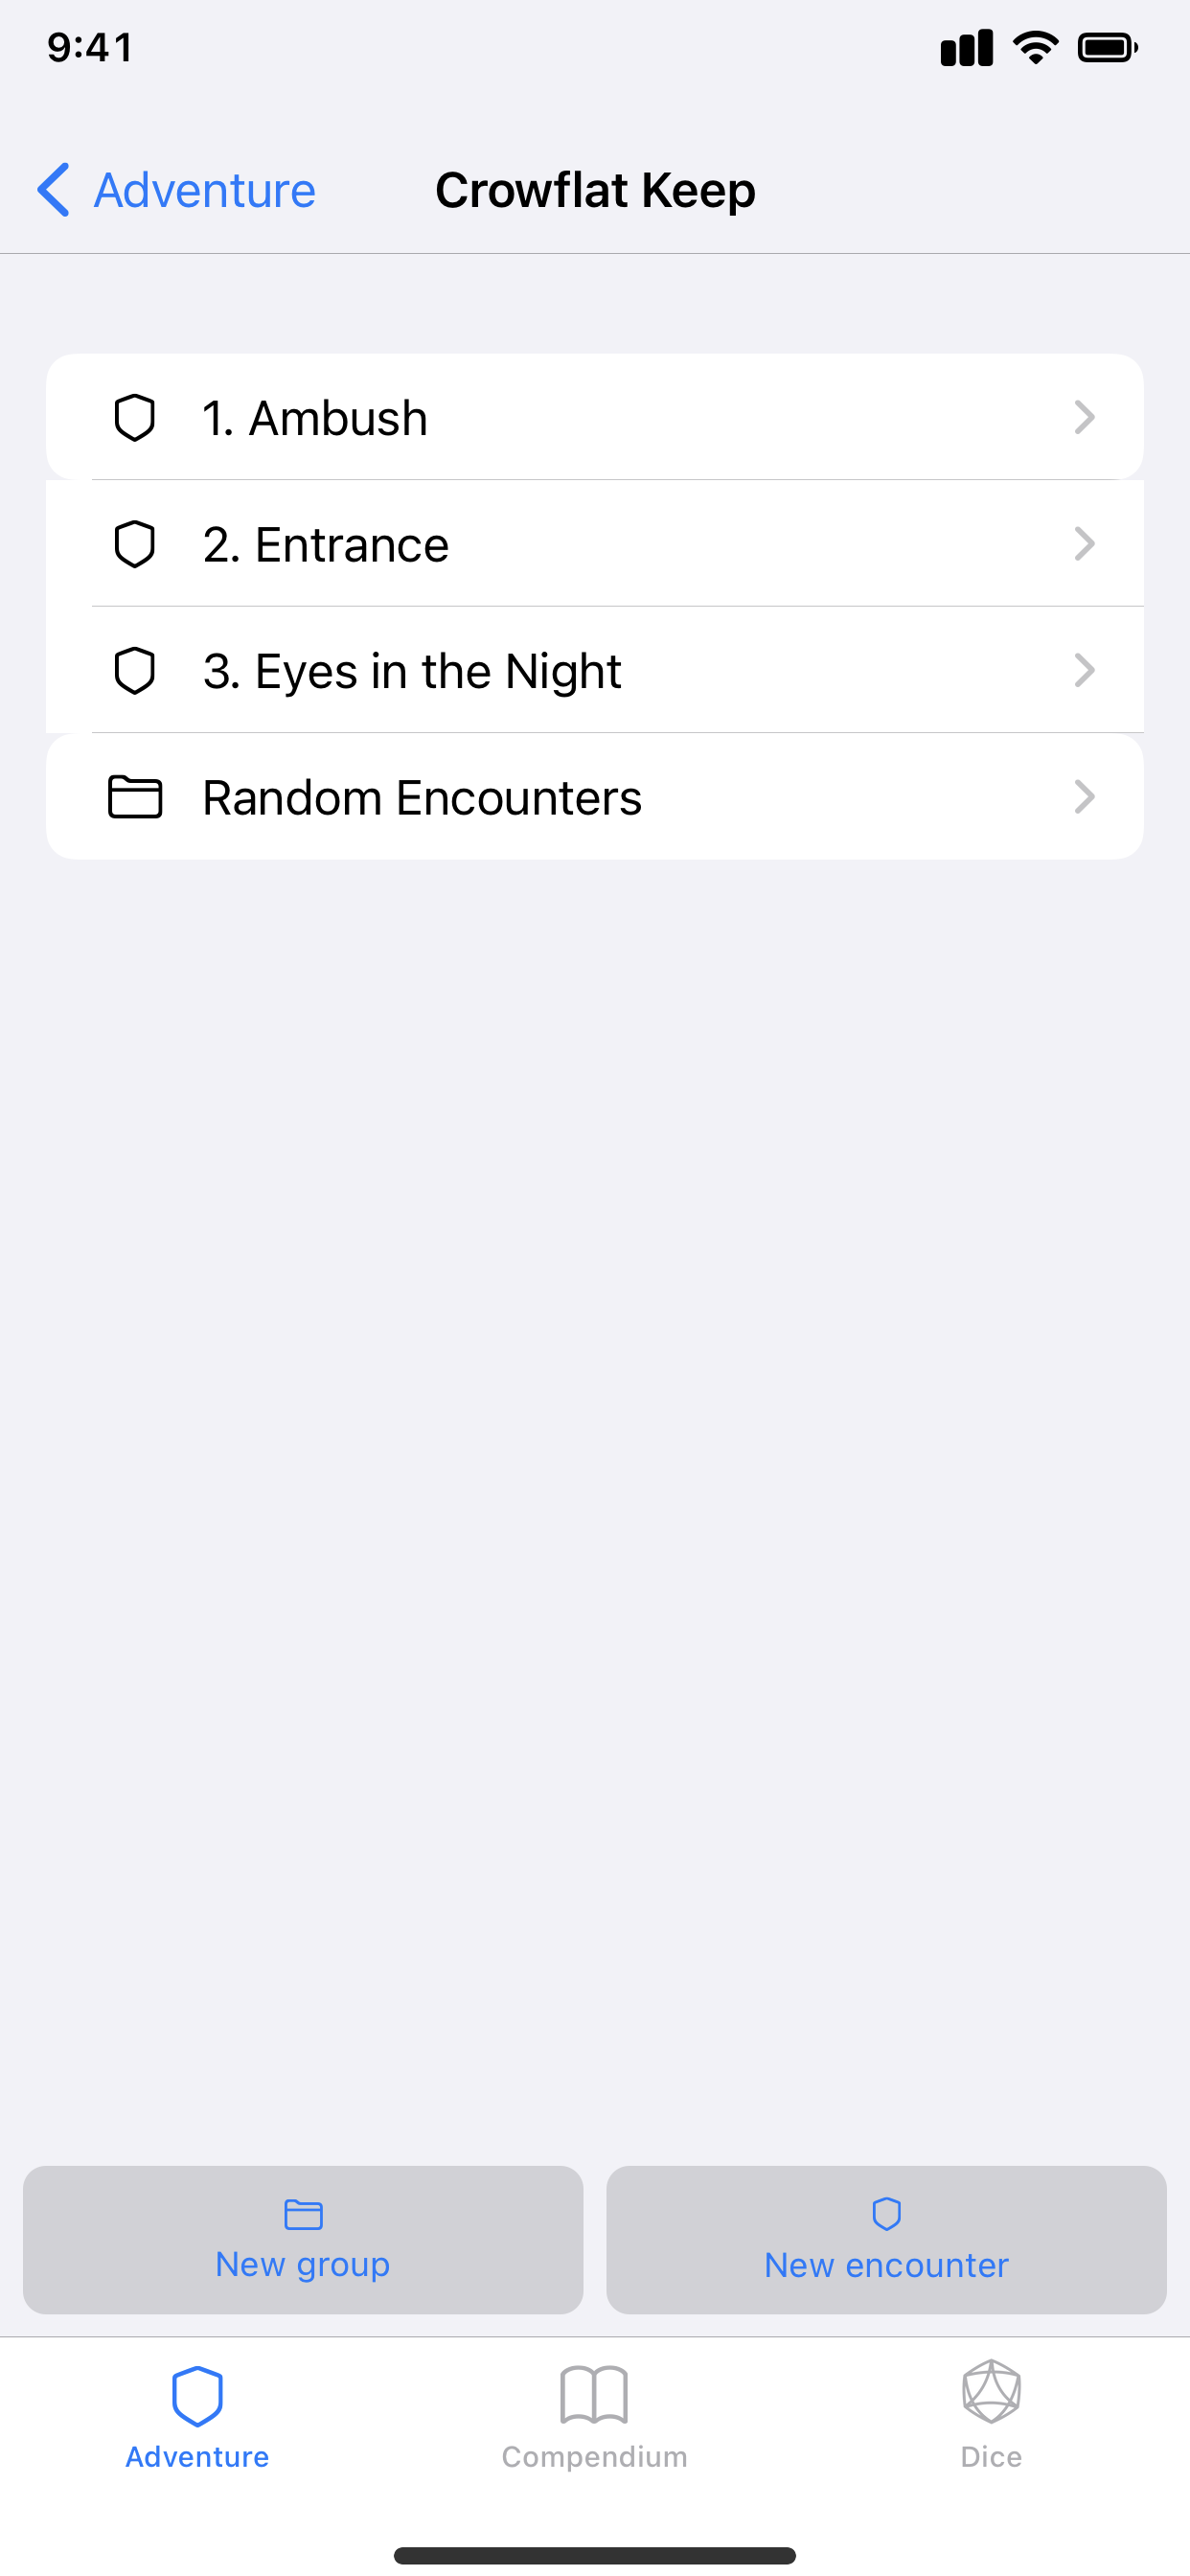 9:41
Adventure
Crowflat Keep
1. Ambush
2. Entrance
3. Eyes in the Night
Random Encounters
New group
New encounter
Adventure
Compendium
Dice